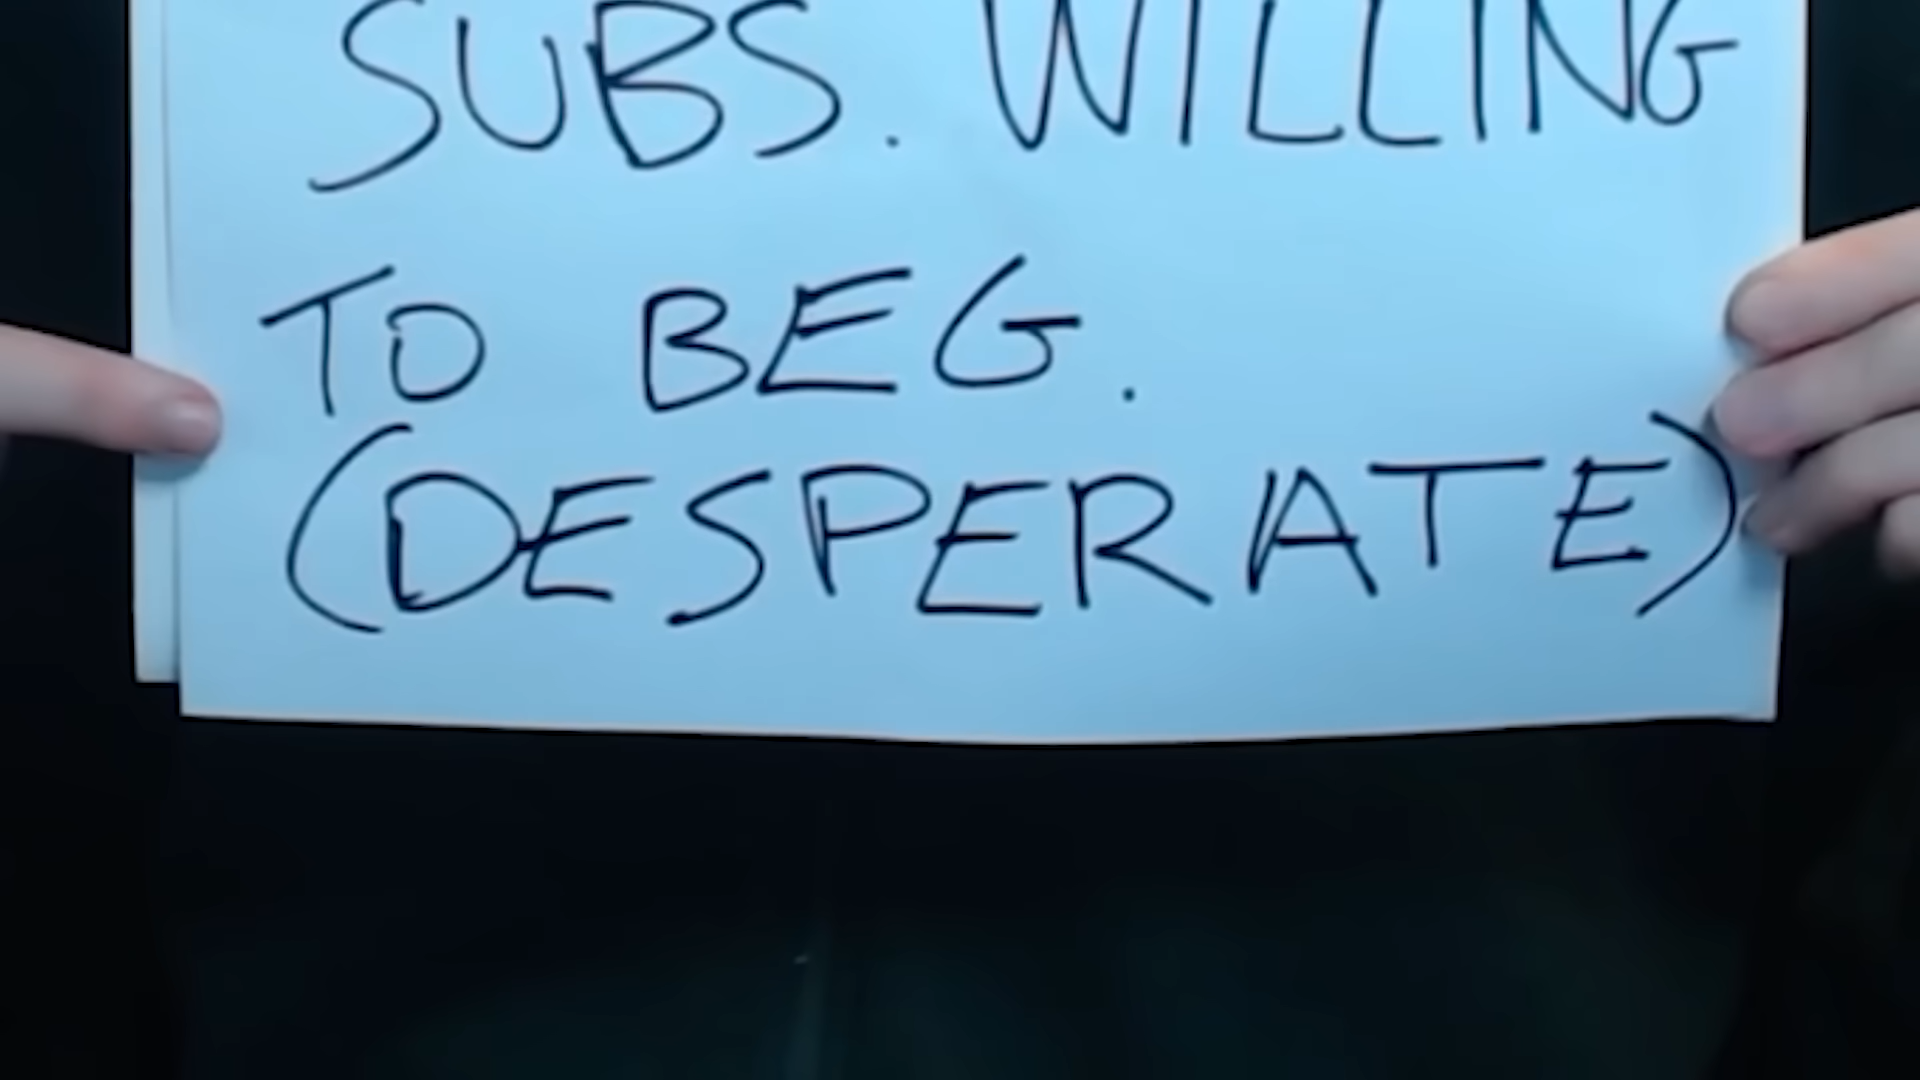 SUBS. WILLING
TO BEG.
(DESPERATE)